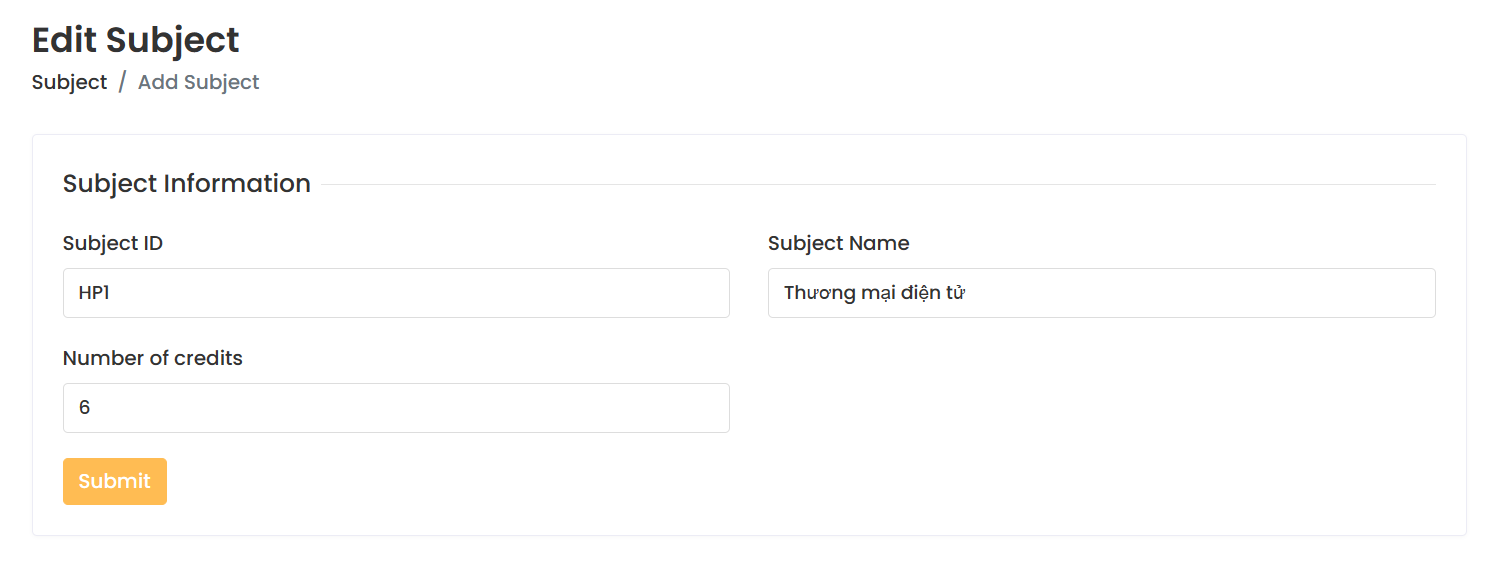 Edit Subject
Subject / Add Subject
Subject Information
Subject ID
Subject Name
HP1
Thương mại điện tử
Number of credits
6
Submit